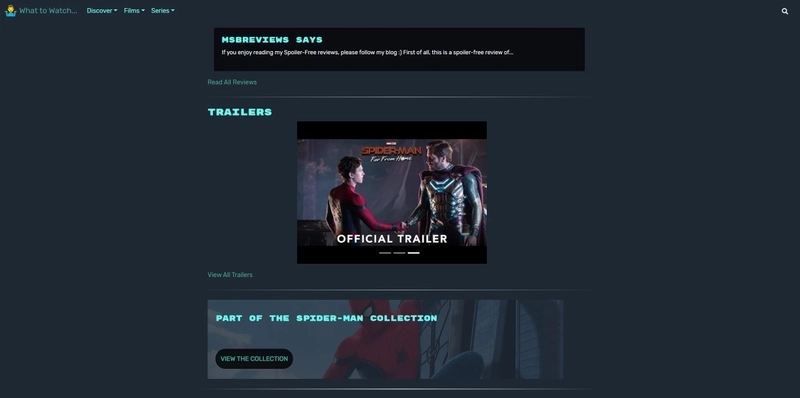 What to Watch...
Discover
Films
Series
MSBREVIEWS SAYS
If you enjoy reading my Spoiler-Free reviews, please follow my blog :) First of all, this is a spoiler-free review of...
Read All Reviews
TRAILERS
SPIDER-MAN
Far From Home
OFFICIAL TRAILER
View All Trailers
PART OF THE SPIDER-MAN COLLECTION
VIEW THE COLLECTION